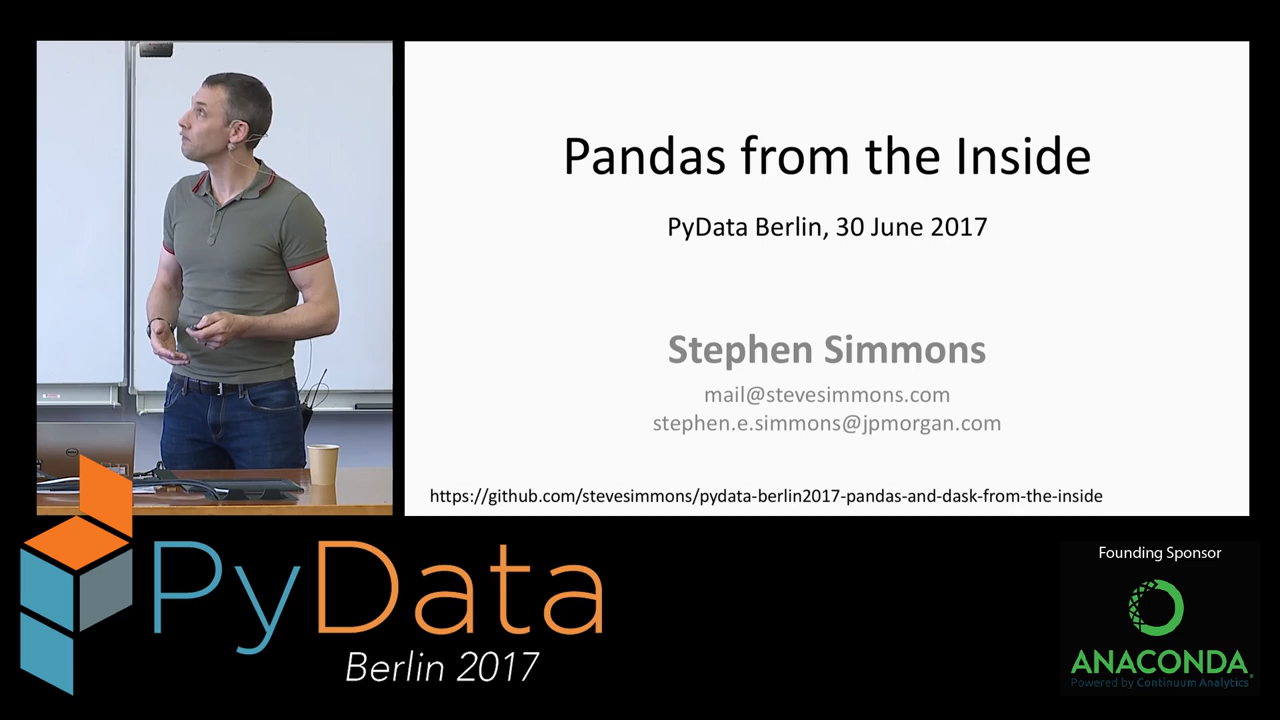 Pandas from the Inside
PyData Berlin, 30 June 2017
Stephen Simmons
mail@stevesimmons.com
stephen.e.simmons@jpmorgan.com
https://github.com/stevesimmons/pydata-berlin2017-pandas-and-dask-from-the-inside
PyData
Berlin 2017
Founding Sponsor
ANACONDA
Powered by Continuum Analytics